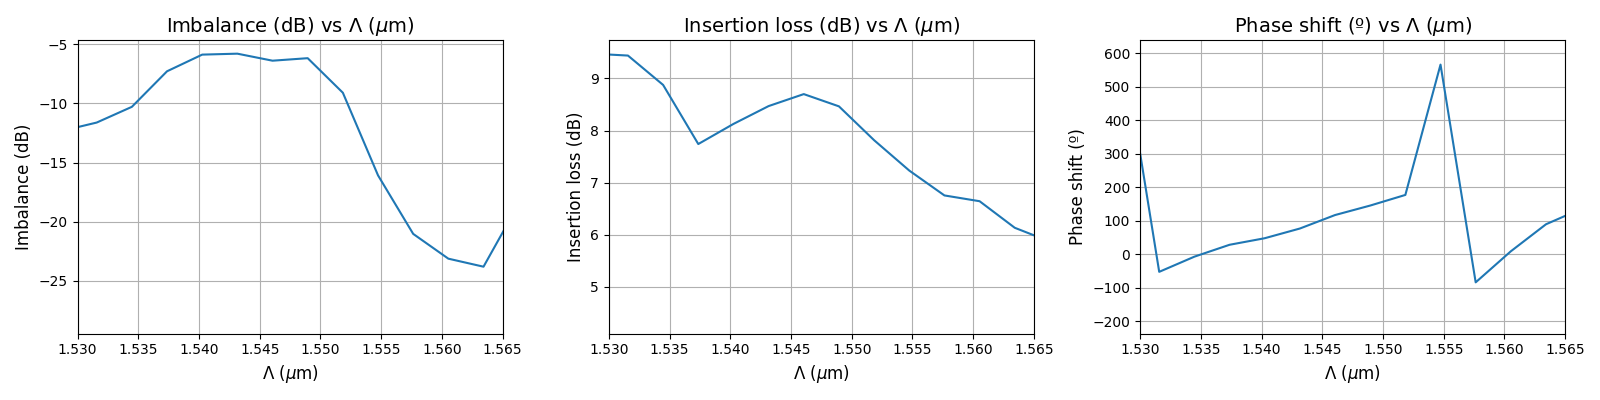 Imbalance (dB) vs Λ (μm)
Imbalance (dB)
−5
−10
−15
−20
−25
1.530 1.535 1.540 1.545 1.550 1.555 1.560 1.565
Λ (μm)
Insertion loss (dB) vs Λ (μm)
Insertion loss (dB)
9
8
7
6
5
1.530 1.535 1.540 1.545 1.550 1.555 1.560 1.565
Λ (μm)
Phase shift (º) vs Λ (μm)
Phase shift (º)
600
500
400
300
200
100
0
−100
−200
1.530 1.535 1.540 1.545 1.550 1.555 1.560 1.565
Λ (μm)